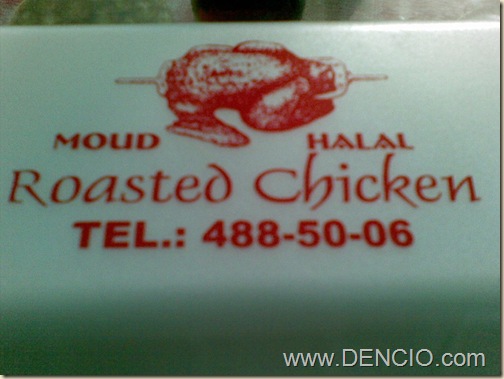 MOUD HALAL
Roasted Chicken
TEL.: 488-50-06
www.DENCIO.com